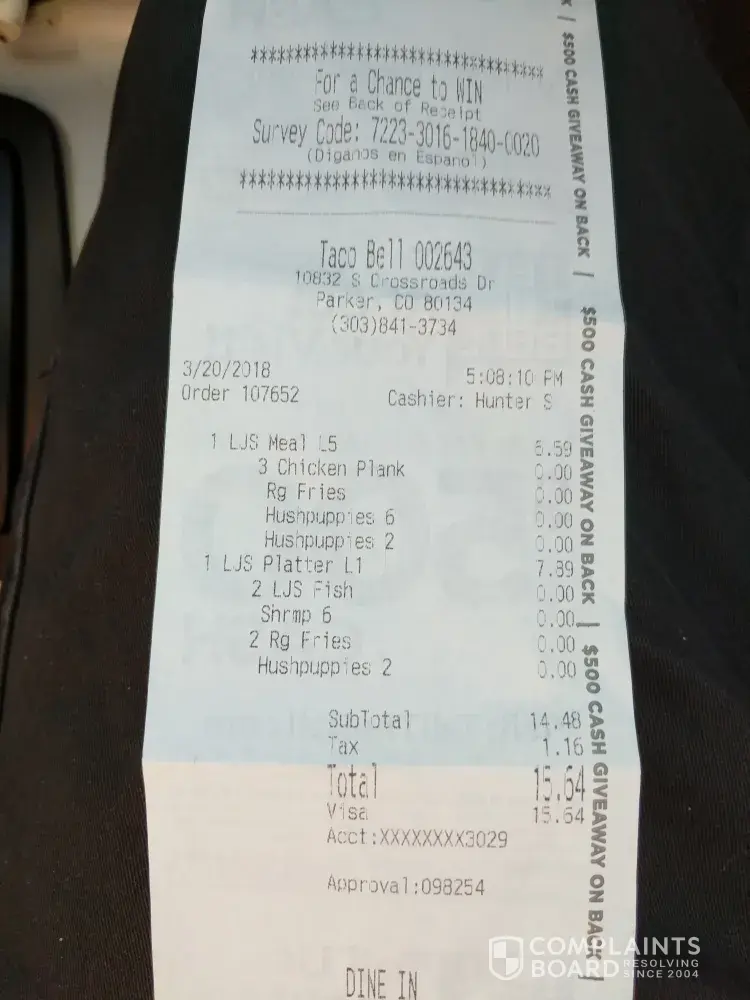 ************************************
For a Chance to WIN
See Back of Receipt
Survey Code: 7223-3016-1840-0020
(Diganos en Espanol)
************************************
Taco Bell 002643
10832 S Crossroads Dr
Parker, CO 80134
(303)841-3734
3/20/2018 5:08:10 PM
Order 107652 Cashier: Hunter S
1 LJS Meal L5 6.59
3 Chicken Plank 0.00
Rg Fries 0.00
Hushpuppies 6 0.00
Hushpuppies 2 0.00
1 LJS Platter L1 7.89
2 LJS Fish 0.00
Shrmp 6 0.00
2 Rg Fries 0.00
Hushpuppies 2 0.00
SubTotal 14.48
Tax 1.16
Total 15.64
Visa 15.64
Acct:XXXXXXXX3029
Approval:098254
DINE IN
K | $500 CASH GIVEAWAY ON BACK | $500 CASH GIVEAWAY ON BACK | $500 CASH GIVEAWAY ON BACK |
COMPLAINTS
BOARD RESOLVING
SINCE 2004